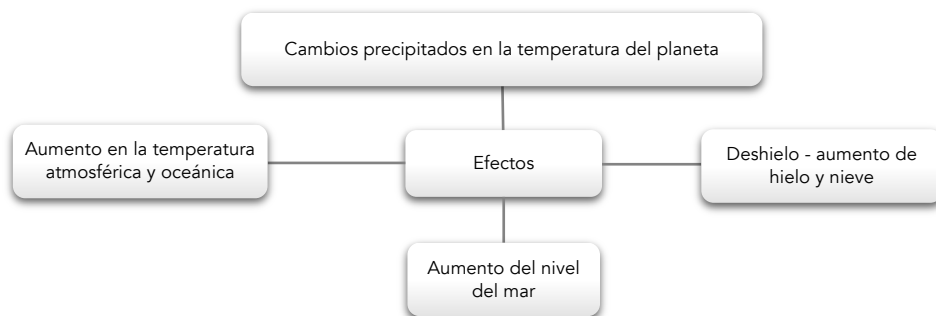 Cambios precipitados en la temperatura del planeta
Aumento en la temperatura
atmosférica y oceánica
Efectos
Deshielo - aumento de
hielo y nieve
Aumento del nivel
del mar